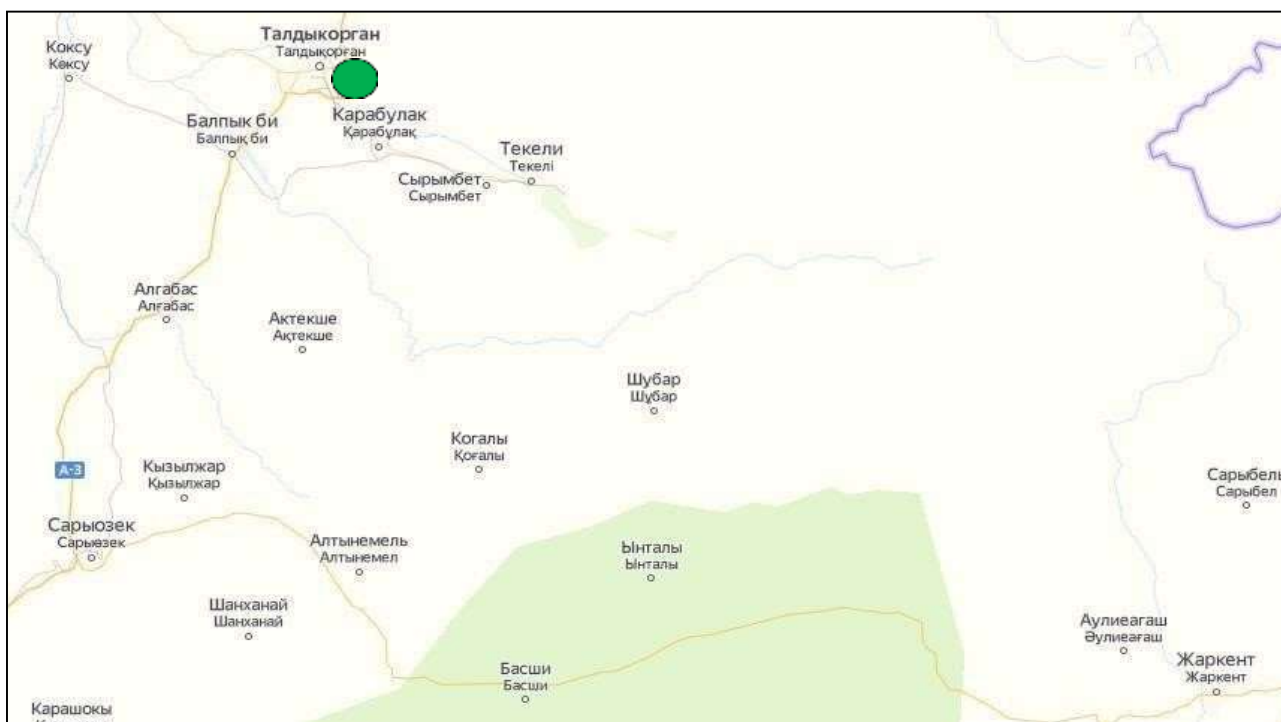 Талдыкорган
Талдықорған
Коксу
Көксу
Карабулак
Қарабұлақ
Балпык би
Балпық би
Текели
Текелі
Сырымбет
Сырымбет
Алгабас
Алғабас
Актекше
Ақтекше
Шубар
Шұбар
Когалы
Қоғалы
А-3
Кызылжар
Қызылжар
Сарыбель
Сарыбел
Сарыозек
Сарыөзек
Алтынемель
Алтынемел
Ынталы
Ынталы
Шанханай
Шанханай
Аулиеагаш
Әулиеағаш
Басши
Басши
Жаркент
Жаркент
Карашокы